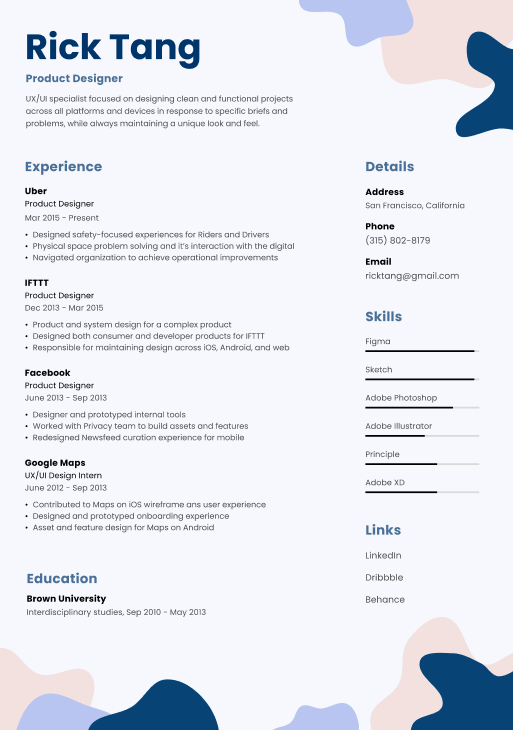 Rick Tang
Product Designer
UX/UI specialist focused on designing clean and functional projects
across all platforms and devices in response to specific briefs and
problems, while always maintaining a unique look and feel.
Experience
Uber
Product Designer
Mar 2015 - Present
• Designed safety-focused experiences for Riders and Drivers
• Physical space problem solving and it's interaction with the digital
• Navigated organization to achieve operational improvements
IFTTT
Product Designer
Dec 2013 - Mar 2015
• Product and system design for a complex product
• Designed both consumer and developer products for IFTTT
• Responsible for maintaining design across iOS, Android, and web
Facebook
Product Designer
June 2013 - Sep 2013
• Designer and prototyped internal tools
• Worked with Privacy team to build assets and features
• Redesigned Newsfeed curation experience for mobile
Google Maps
UX/UI Design Intern
June 2012 - Sep 2013
• Contributed to Maps on iOS wireframe ans user experience
• Designed and prototyped onboarding experience
• Asset and feature design for Maps on Android
Education
Brown University
Interdisciplinary studies, Sep 2010 - May 2013
Details
Address
San Francisco, California
Phone
(315) 802-8179
Email
ricktang@gmail.com
Skills
Figma
Sketch
Adobe Photoshop
Adobe Illustrator
Principle
Adobe XD
Links
LinkedIn
Dribbble
Behance